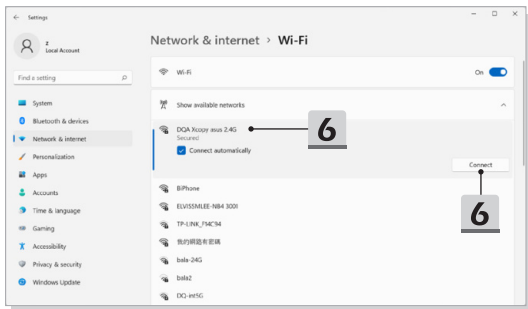 Settings
z
Local Account
Find a setting
System
Bluetooth & devices
Network & internet
Personalization
Apps
Accounts
Time & language
Gaming
Accessibility
Privacy & security
Windows Update
Network & internet > Wi-Fi
Wi-Fi
On
Show available networks
DQA Xcopy asus 2.4G
Secured
Connect automatically
6
Connect
6
BiPhone
ELVISSMLEE-NB4 3001
TP-LINK_F14C94
我的網路有密碼
bala-24G
bala2
DQ-int5G